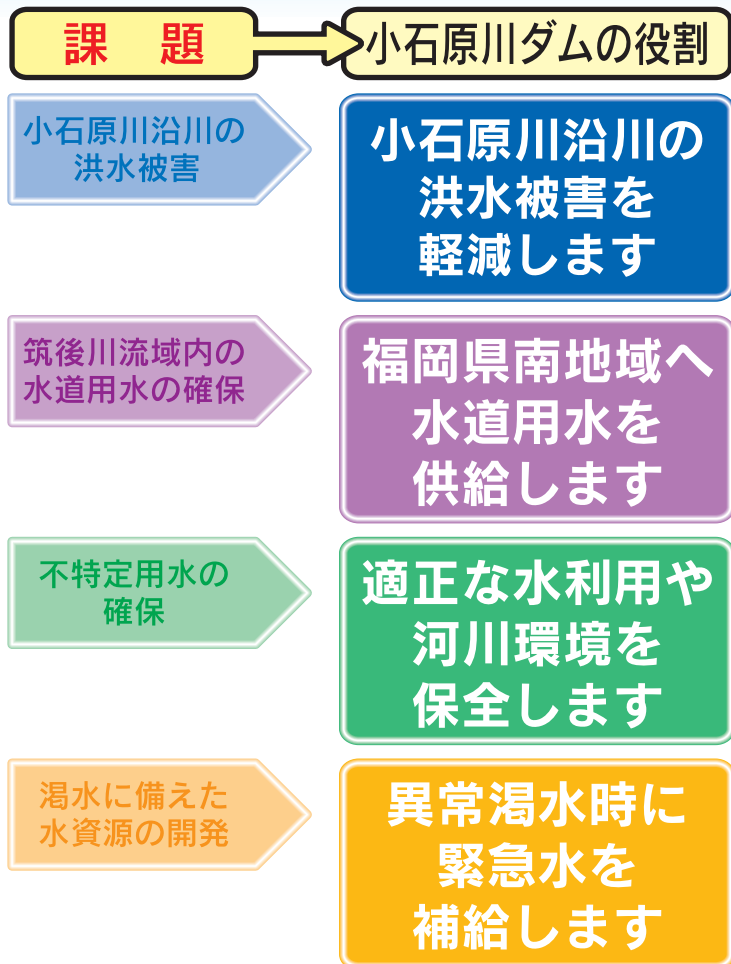 課　題
小石原川ダムの役割
小石原川沿川の
洪水被害
小石原川沿川の
洪水被害を
軽減します
筑後川流域内の
水道用水の確保
福岡県南地域へ
水道用水を
供給します
不特定用水の
確保
適正な水利用や
河川環境を
保全します
渇水に備えた
水資源の開発
異常渇水時に
緊急水を
補給します